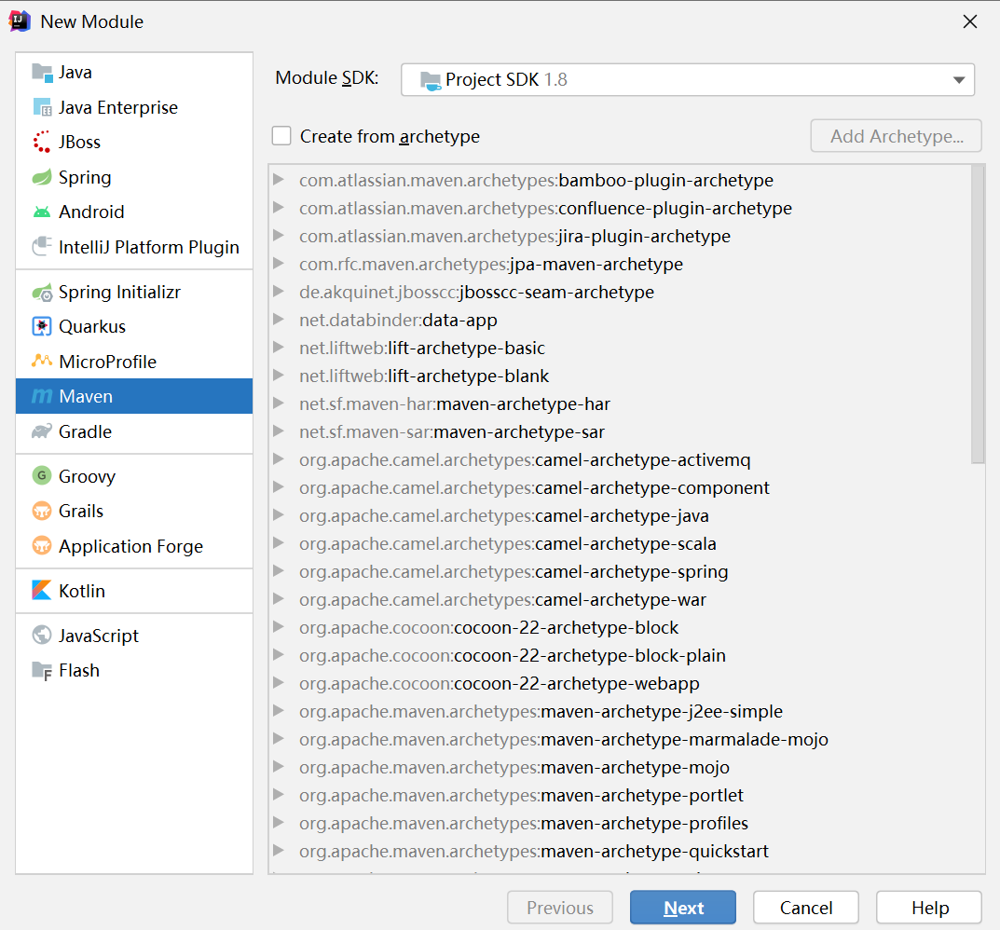 New Module
Java
Java Enterprise
JBoss
Spring
Android
IntelliJ Platform Plugin
Spring Initializr
Quarkus
MicroProfile
Maven
Gradle
Groovy
Grails
Application Forge
Kotlin
JavaScript
Flash
Module SDK: Project SDK 1.8
Create from archetype Add Archetype...
com.atlassian.maven.archetypes:bamboo-plugin-archetype
com.atlassian.maven.archetypes:confluence-plugin-archetype
com.atlassian.maven.archetypes:jira-plugin-archetype
com.rfc.maven.archetypes:jpa-maven-archetype
de.akquinet.jbosscc:jbosscc-seam-archetype
net.databinder:data-app
net.liftweb:lift-archetype-basic
net.liftweb:lift-archetype-blank
net.sf.maven-har:maven-archetype-har
net.sf.maven-sar:maven-archetype-sar
org.apache.camel.archetypes:camel-archetype-activemq
org.apache.camel.archetypes:camel-archetype-component
org.apache.camel.archetypes:camel-archetype-java
org.apache.camel.archetypes:camel-archetype-scala
org.apache.camel.archetypes:camel-archetype-spring
org.apache.camel.archetypes:camel-archetype-war
org.apache.cocoon:cocoon-22-archetype-block
org.apache.cocoon:cocoon-22-archetype-block-plain
org.apache.cocoon:cocoon-22-archetype-webapp
org.apache.maven.archetypes:maven-archetype-j2ee-simple
org.apache.maven.archetypes:maven-archetype-marmalade-mojo
org.apache.maven.archetypes:maven-archetype-mojo
org.apache.maven.archetypes:maven-archetype-portlet
org.apache.maven.archetypes:maven-archetype-profiles
org.apache.maven.archetypes:maven-archetype-quickstart
Previous Next Cancel Help